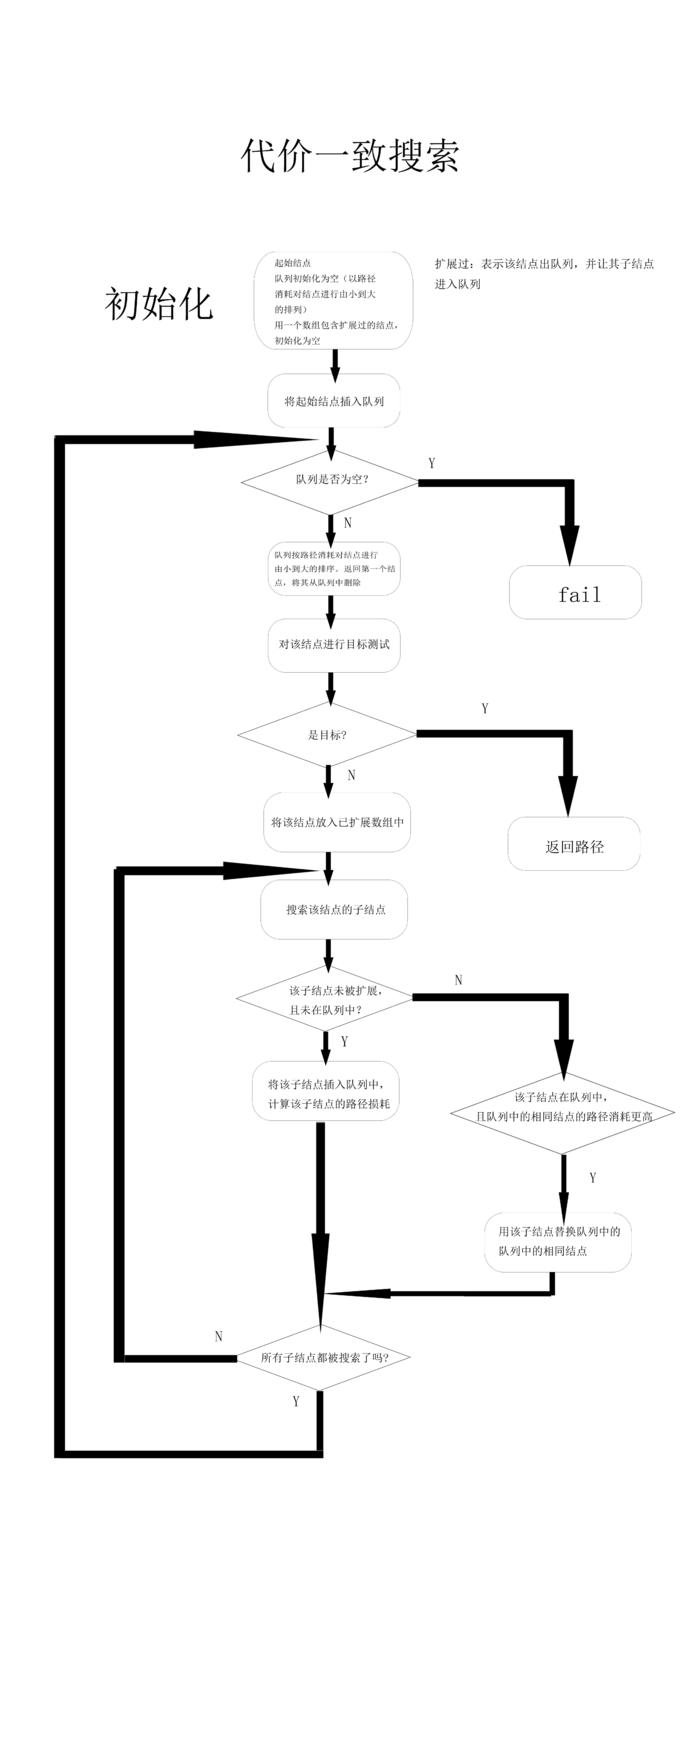 代价一致搜索
初始化
起始结点
队列初始化为空（以路径
消耗对结点进行由小到大
的排列）
用一个数组包含扩展过的结点，
初始化为空
扩展过：表示该结点出队列，并让其子结点
进入队列
将起始结点插入队列
队列是否为空？
Y
N
队列按路径消耗对结点进行
由小到大的排序。返回第一个结
点，将其从队列中删除
fail
对该结点进行目标测试
是目标?
Y
N
将该结点放入已扩展数组中
返回路径
搜索该结点的子结点
该子结点未被扩展，
且未在队列中？
N
Y
将该子结点插入队列中，
计算该子结点的路径损耗
该子结点在队列中，
且队列中的相同结点的路径消耗更高
Y
用该子结点替换队列中的
队列中的相同结点
所有子结点都被搜索了吗?
N
Y